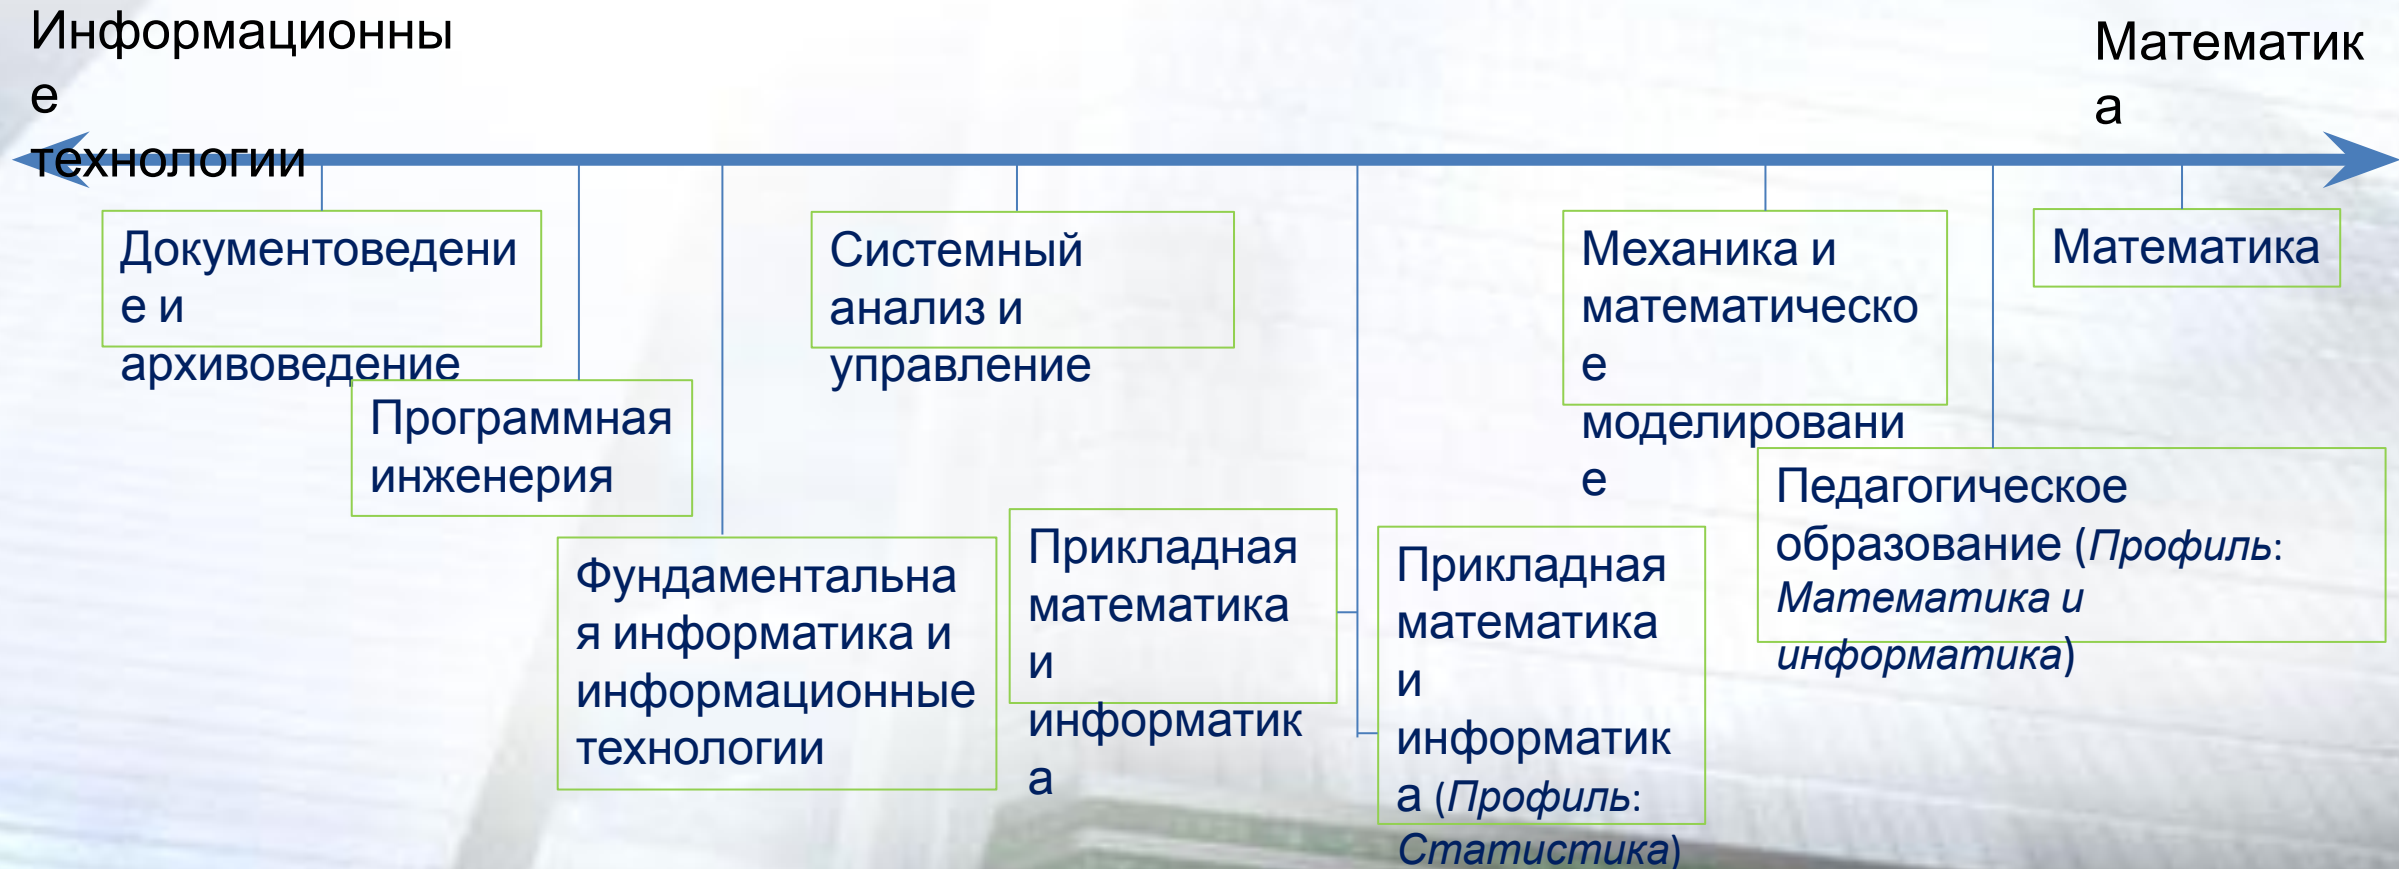 Информационны
е
технологии
Математик
а
Документоведени
е и
архивоведение
Программная
инженерия
Фундаментальна
я информатика и
информационные
технологии
Системный
анализ и
управление
Прикладная
математика
и
информатик
а
Прикладная
математика
и
информатик
а (Профиль:
Статистика)
Механика и
математическо
е
моделировани
е
Педагогическое
образование (Профиль:
Математика и
информатика)
Математика